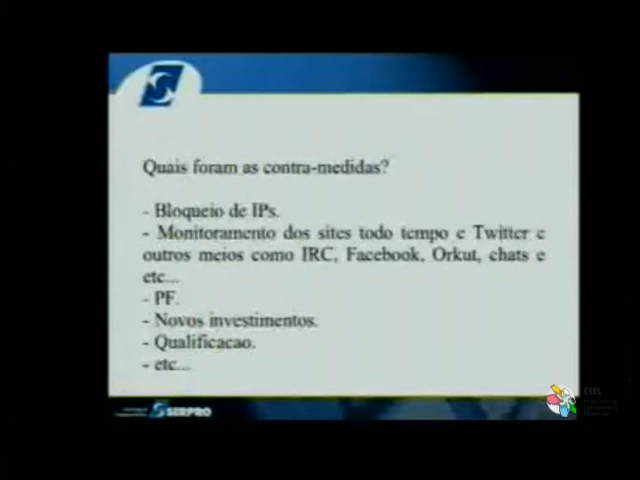 Quais foram as contra-medidas?
- Bloqueio de IPs.
- Monitoramento dos sites todo tempo e Twitter e
outros meios como IRC, Facebook, Orkut, chats e
etc...
- PF.
- Novos investimentos.
- Qualificacao.
- etc...
SERPRO